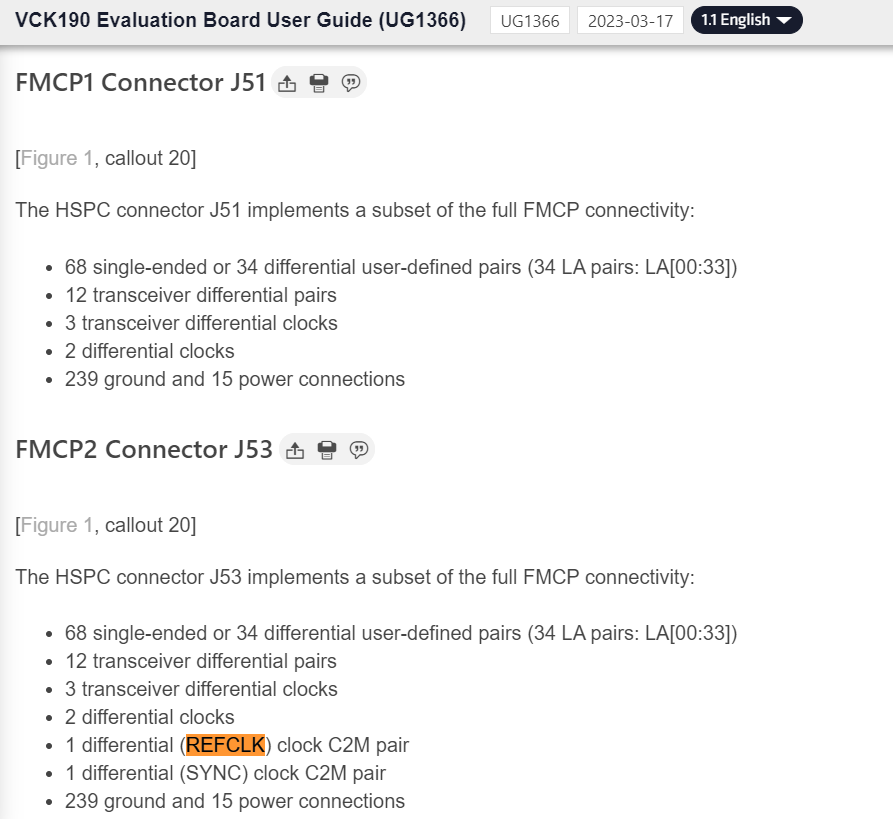 VCK190 Evaluation Board User Guide (UG1366) UG1366 2023-03-17 1.1 English
FMCP1 Connector J51
[Figure 1, callout 20]
The HSPC connector J51 implements a subset of the full FMCP connectivity:
• 68 single-ended or 34 differential user-defined pairs (34 LA pairs: LA[00:33])
• 12 transceiver differential pairs
• 3 transceiver differential clocks
• 2 differential clocks
• 239 ground and 15 power connections
FMCP2 Connector J53
[Figure 1, callout 20]
The HSPC connector J53 implements a subset of the full FMCP connectivity:
• 68 single-ended or 34 differential user-defined pairs (34 LA pairs: LA[00:33])
• 12 transceiver differential pairs
• 3 transceiver differential clocks
• 2 differential clocks
• 1 differential (REFCLK) clock C2M pair
• 1 differential (SYNC) clock C2M pair
• 239 ground and 15 power connections